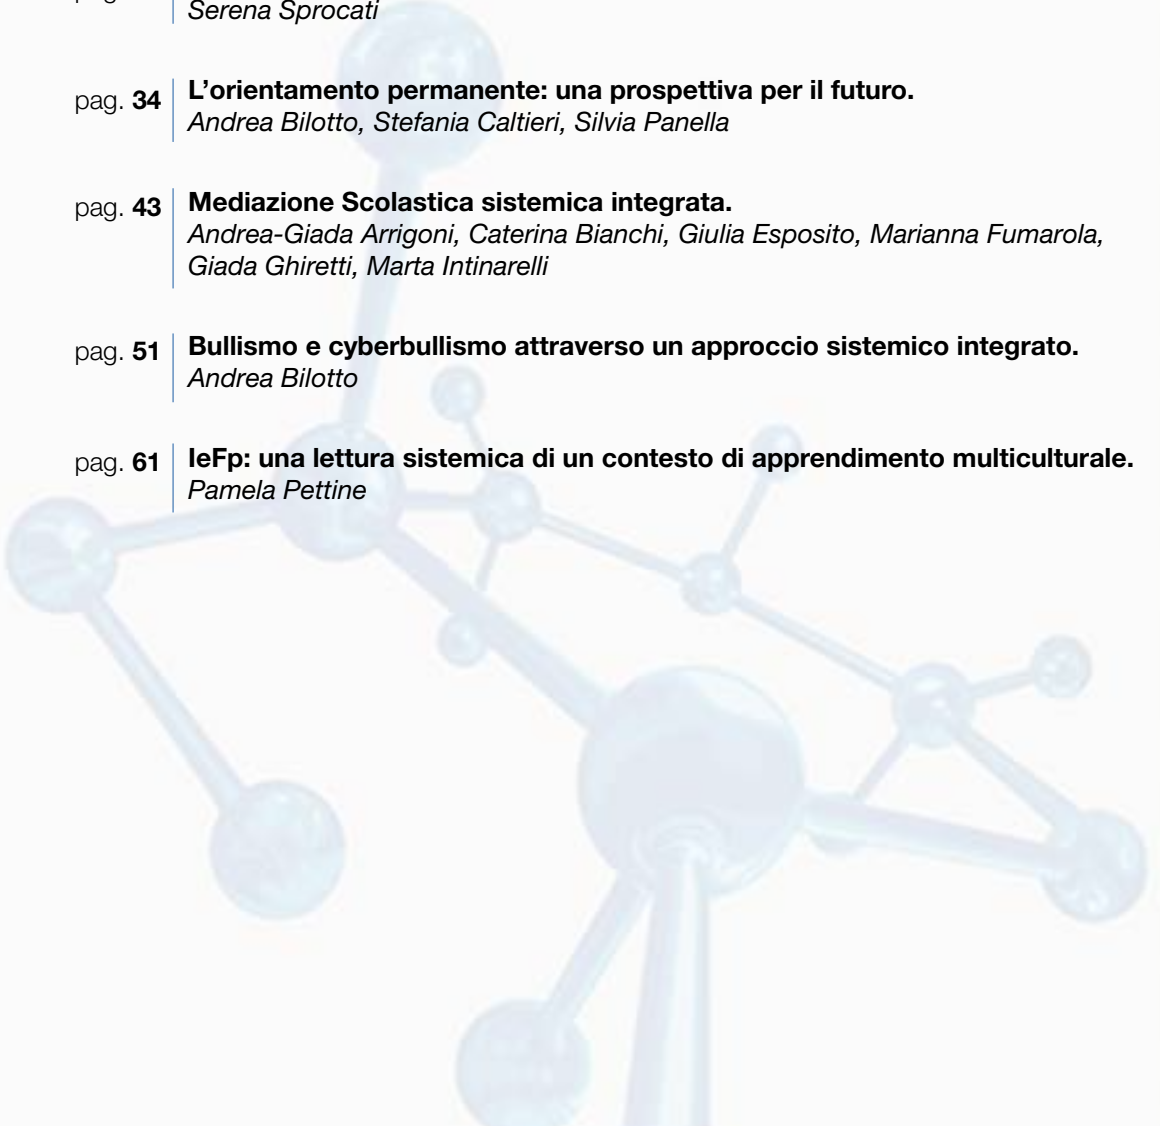 Serena Sprocati
pag. 34 L’orientamento permanente: una prospettiva per il futuro.
Andrea Bilotto, Stefania Caltieri, Silvia Panella
pag. 43 Mediazione Scolastica sistemica integrata.
Andrea-Giada Arrigoni, Caterina Bianchi, Giulia Esposito, Marianna Fumarola,
Giada Ghiretti, Marta Intinarelli
pag. 51 Bullismo e cyberbullismo attraverso un approccio sistemico integrato.
Andrea Bilotto
pag. 61 IeFp: una lettura sistemica di un contesto di apprendimento multiculturale.
Pamela Pettine